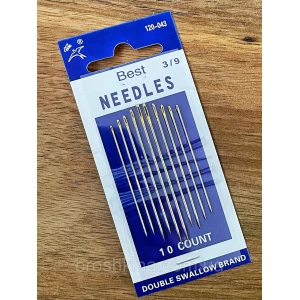 120-043
Best
3/9
NEEDLES
10 COUNT
DOUBLE SWALLOW BRAND